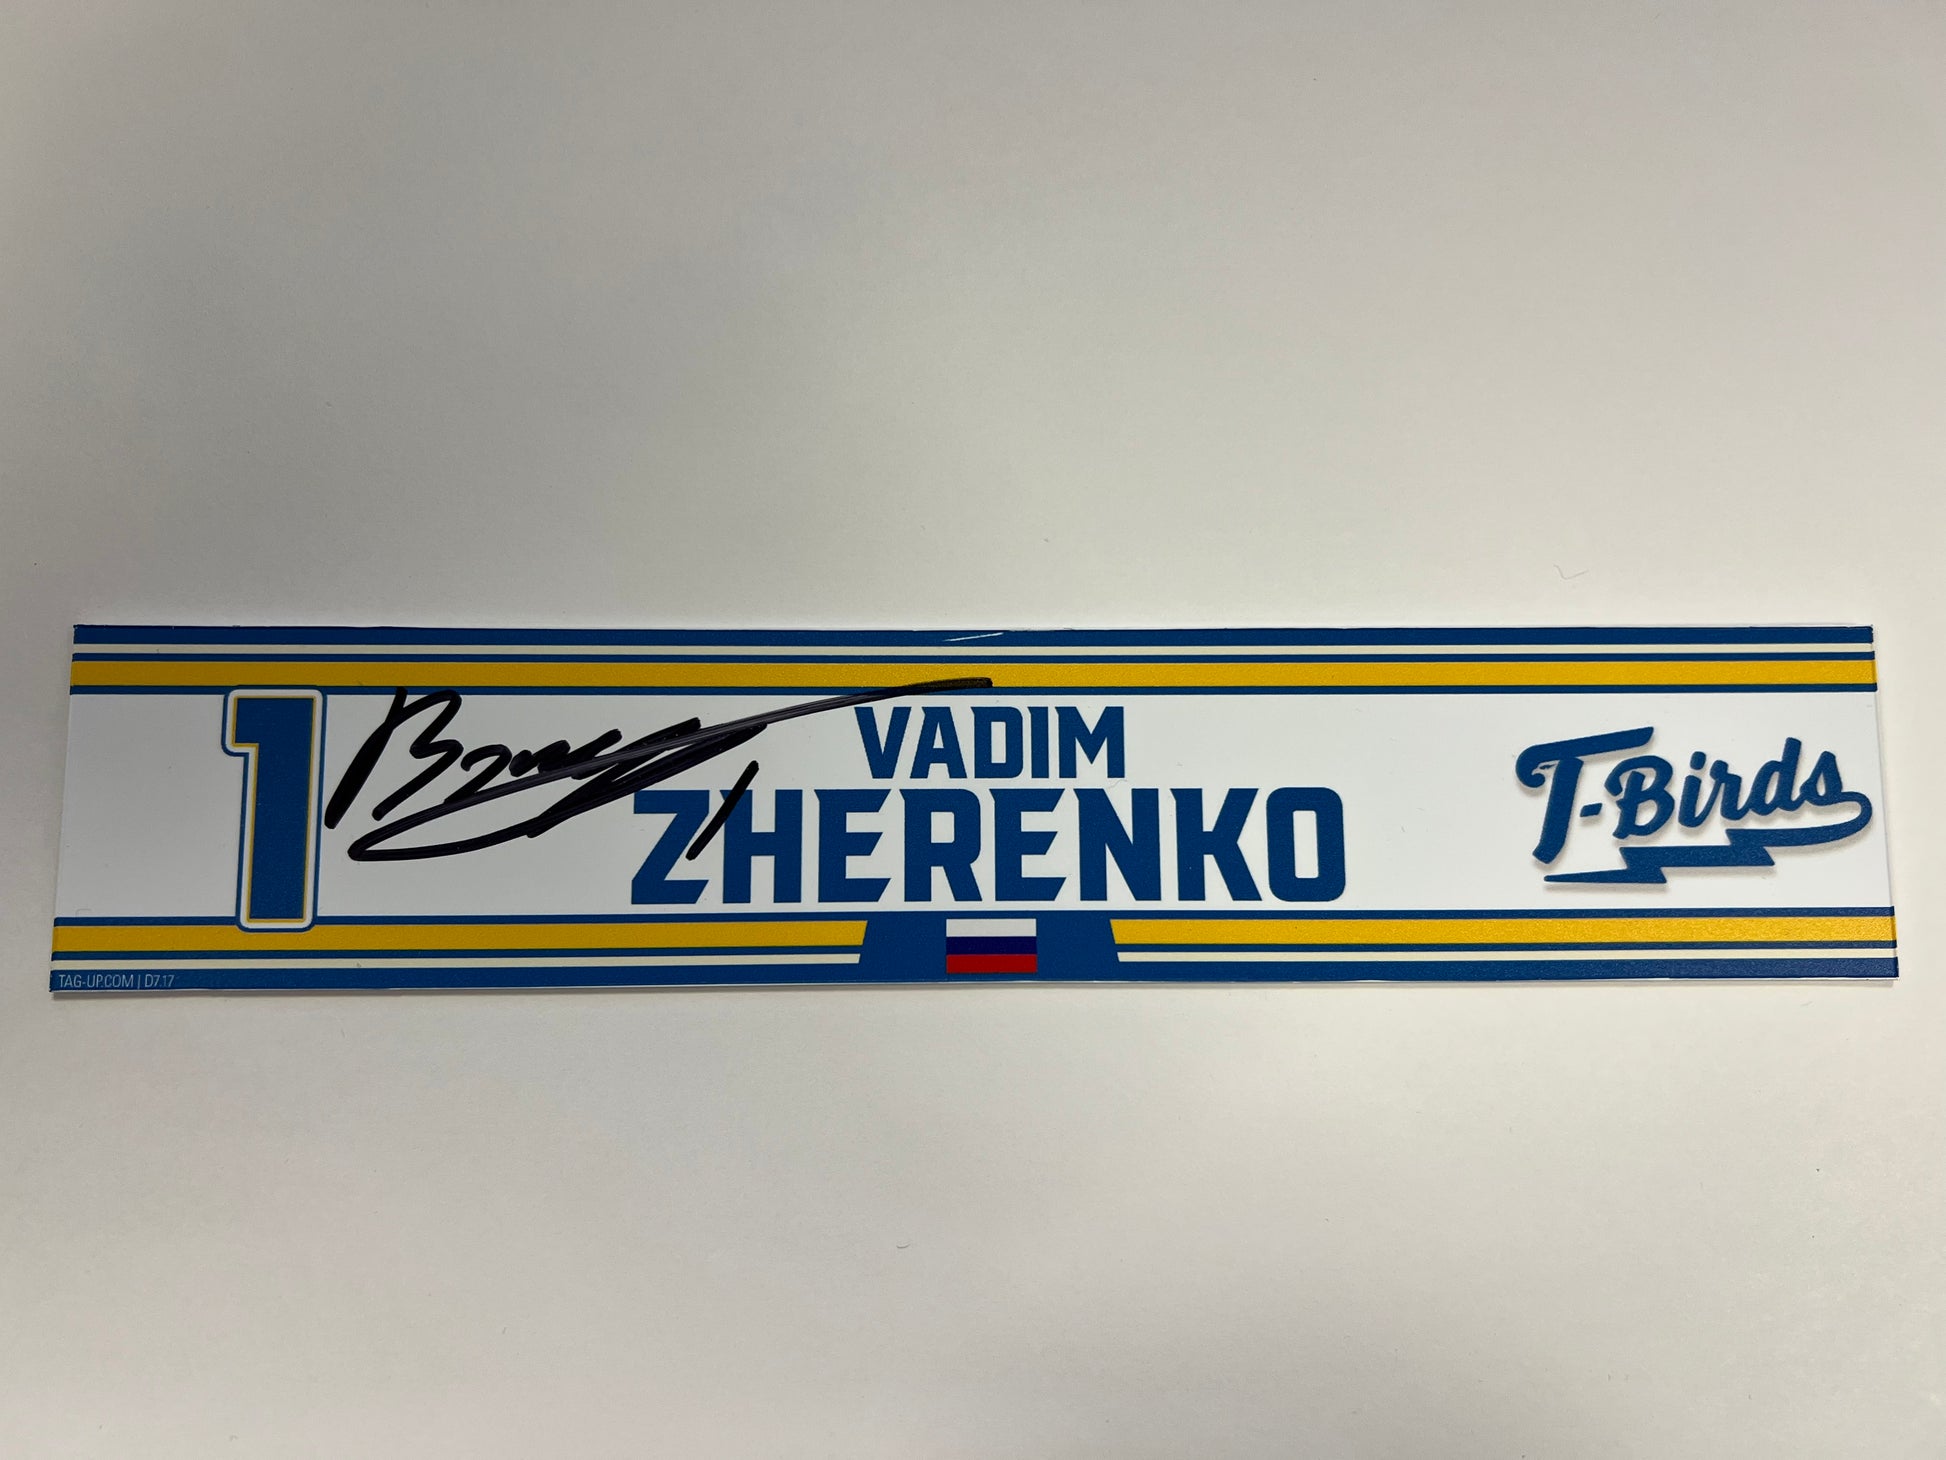 1
VADIM
ZHERENKO
T-Birds
TAG-UP.COM | D7.17